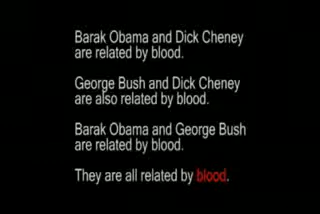 Barak Obama and Dick Cheney
are related by blood.
George Bush and Dick Cheney
are also related by blood.
Barak Obama and George Bush
are related by blood.
They are all related by blood.